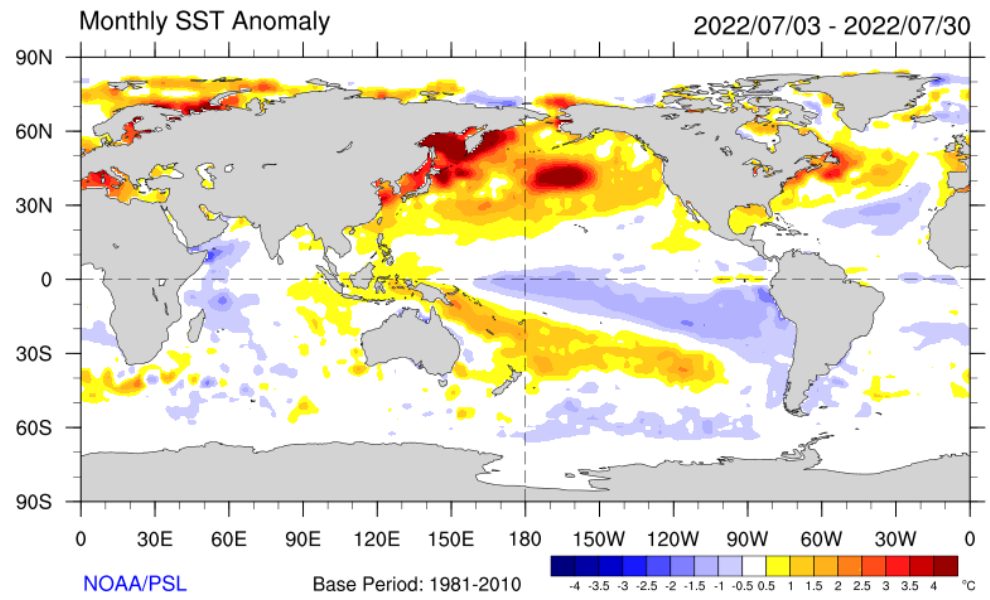 Monthly SST Anomaly 2022/07/03 - 2022/07/30
90N
60N
30N
0
30S
60S
90S
0 30E 60E 90E 120E 150E 180 150W 120W 90W 60W 30W 0
NOAA/PSL Base Period: 1981-2010
-4 -3.5 -3 -2.5 -2 -1.5 -1 -0.5 0.5 1 1.5 2 2.5 3 3.5 4 °C